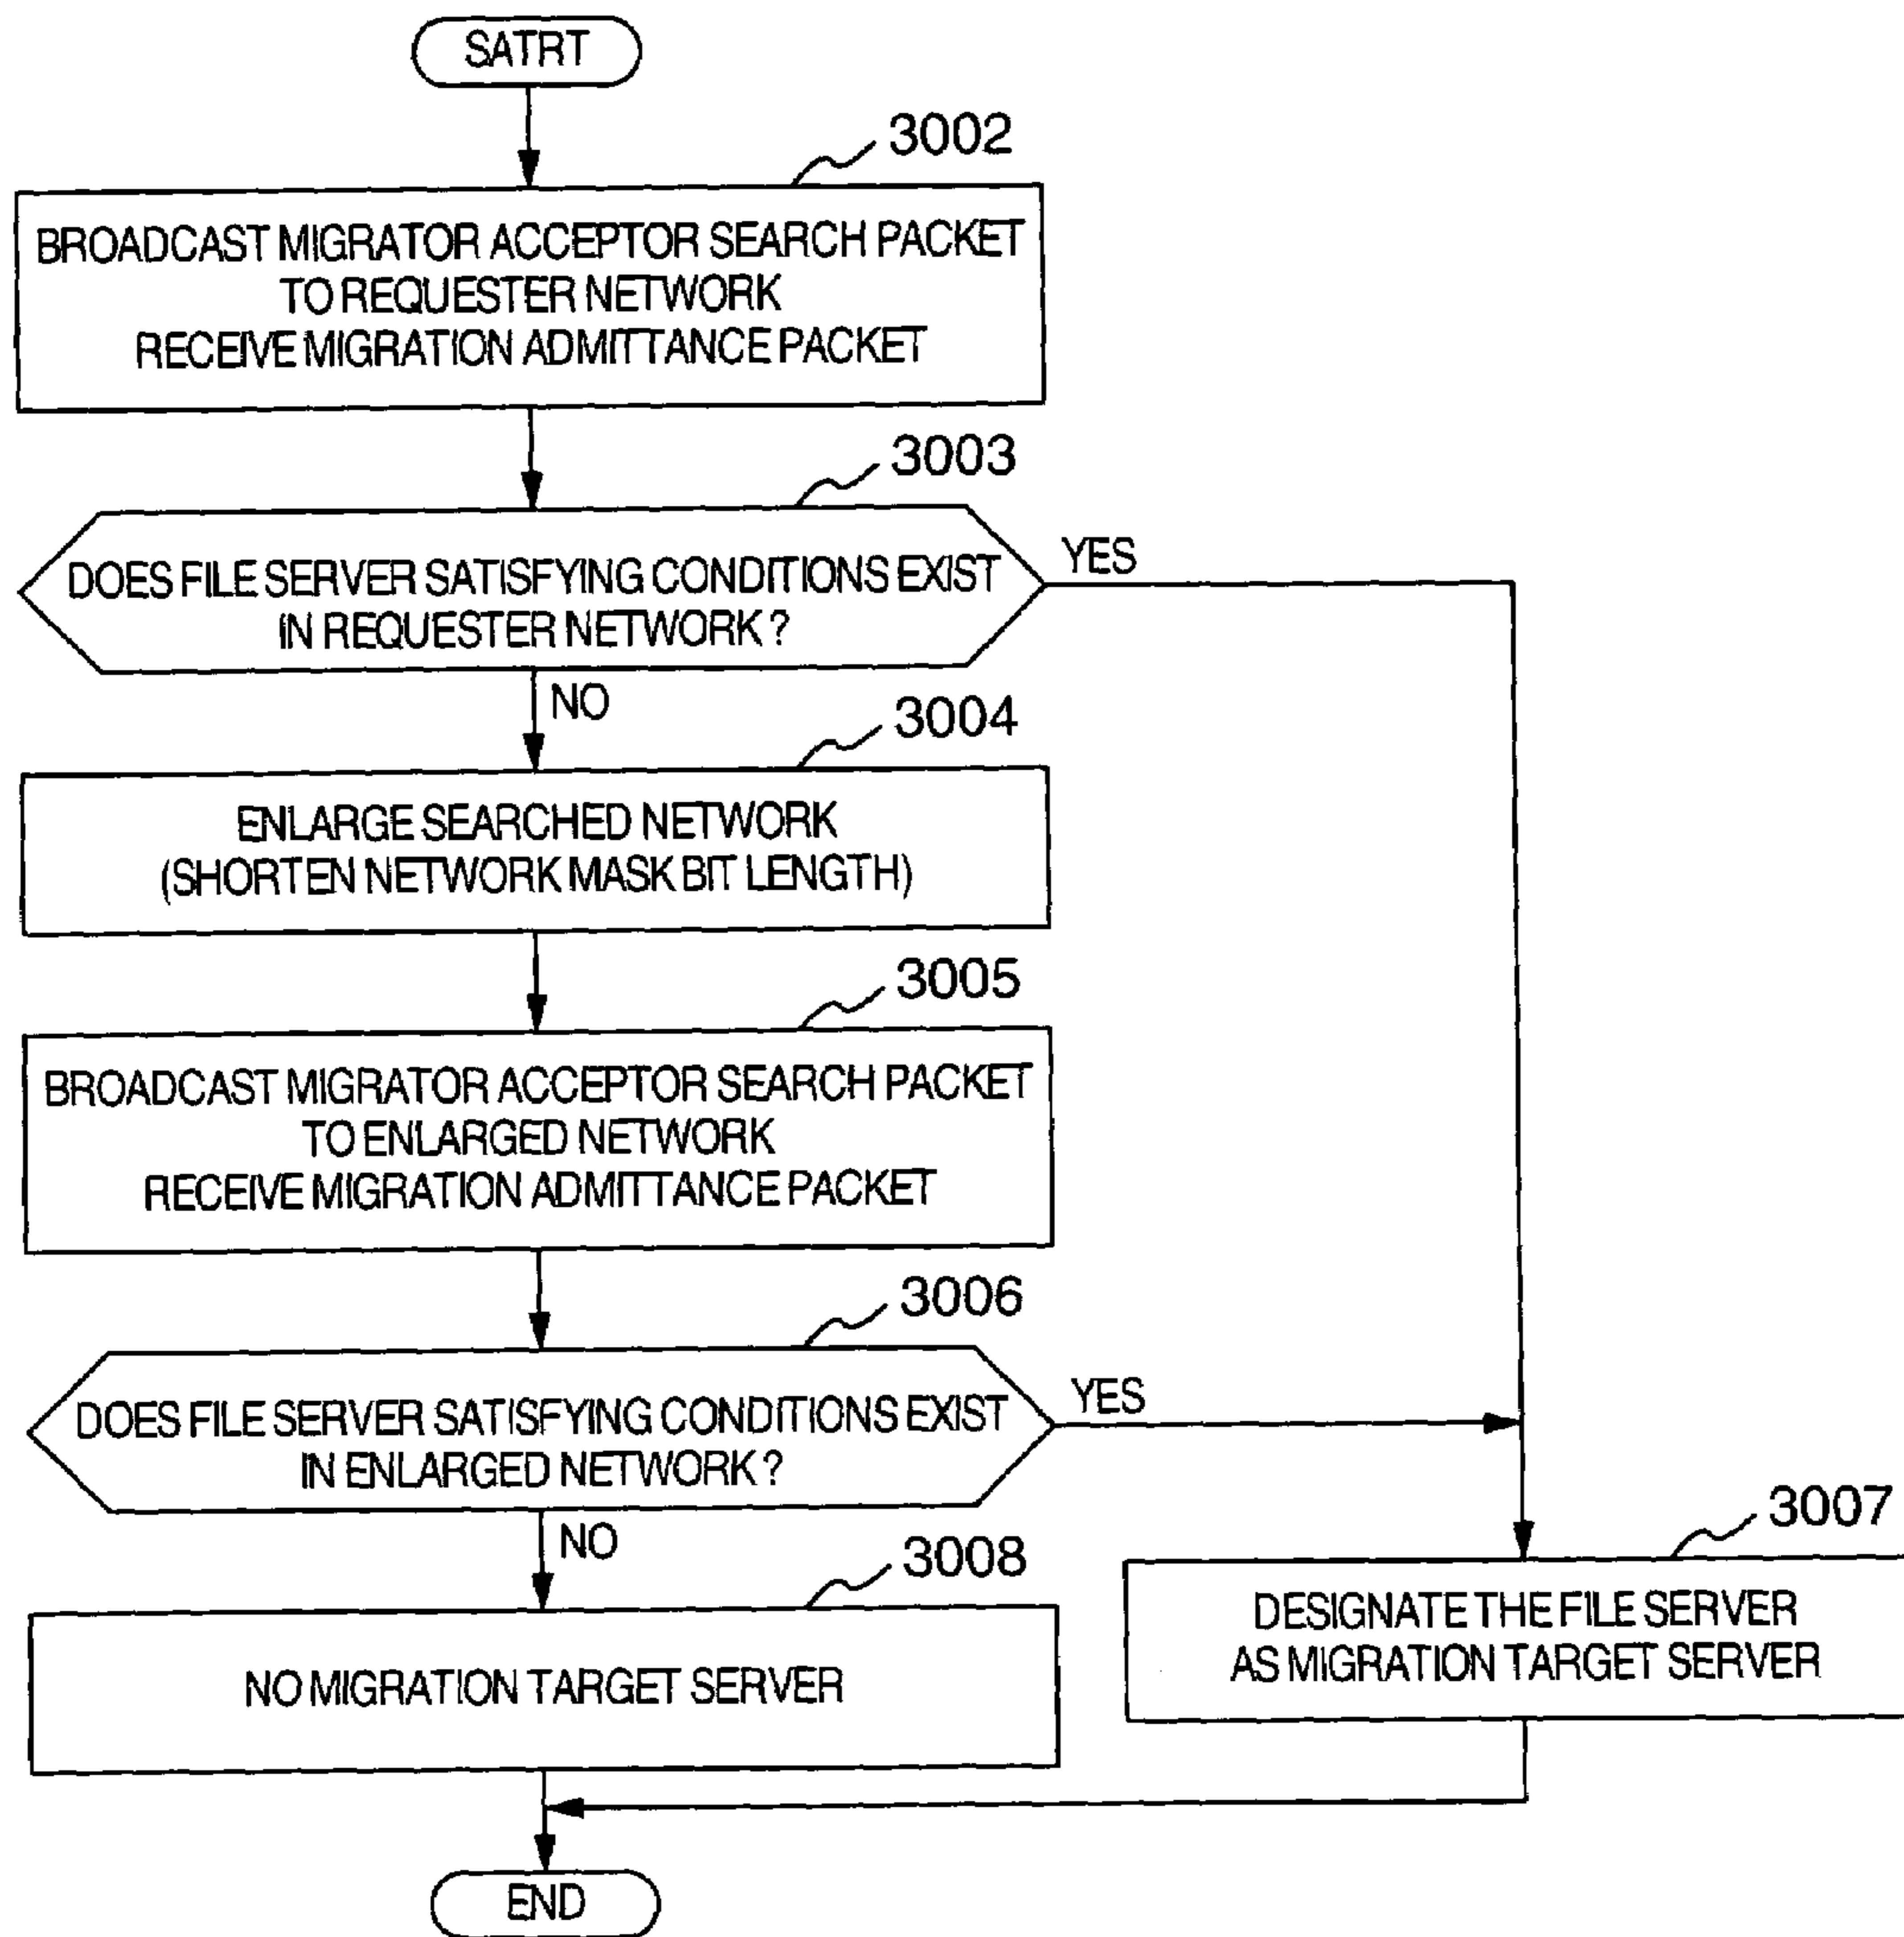 SATRT
3002
BROADCAST MIGRATOR ACCEPTOR SEARCH PACKET
TO REQUESTER NETWORK
RECEIVE MIGRATION ADMITTANCE PACKET
3003
DOES FILE SERVER SATISFYING CONDITIONS EXIST
IN REQUESTER NETWORK?
YES
NO
3004
ENLARGE SEARCHED NETWORK
(SHORTEN NETWORK MASK BIT LENGTH)
3005
BROADCAST MIGRATOR ACCEPTOR SEARCH PACKET
TO ENLARGED NETWORK
RECEIVE MIGRATION ADMITTANCE PACKET
3006
DOES FILE SERVER SATISFYING CONDITIONS EXIST
IN ENLARGED NETWORK?
YES
NO
3007
DESIGNATE THE FILE SERVER
AS MIGRATION TARGET SERVER
3008
NO MIGRATION TARGET SERVER
END